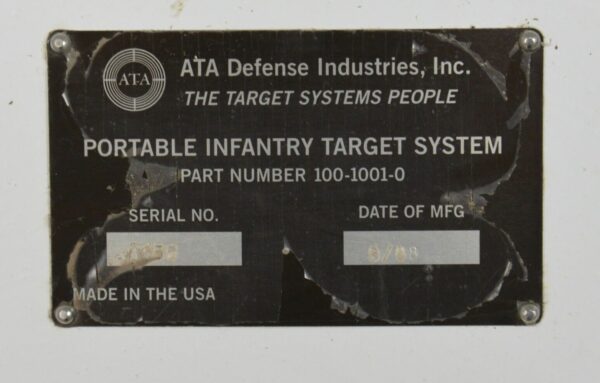 ATA
ATA Defense Industries, Inc.
THE TARGET SYSTEMS PEOPLE
PORTABLE INFANTRY TARGET SYSTEM
PART NUMBER 100-1001-0
SERIAL NO.
DATE OF MFG
MADE IN THE USA